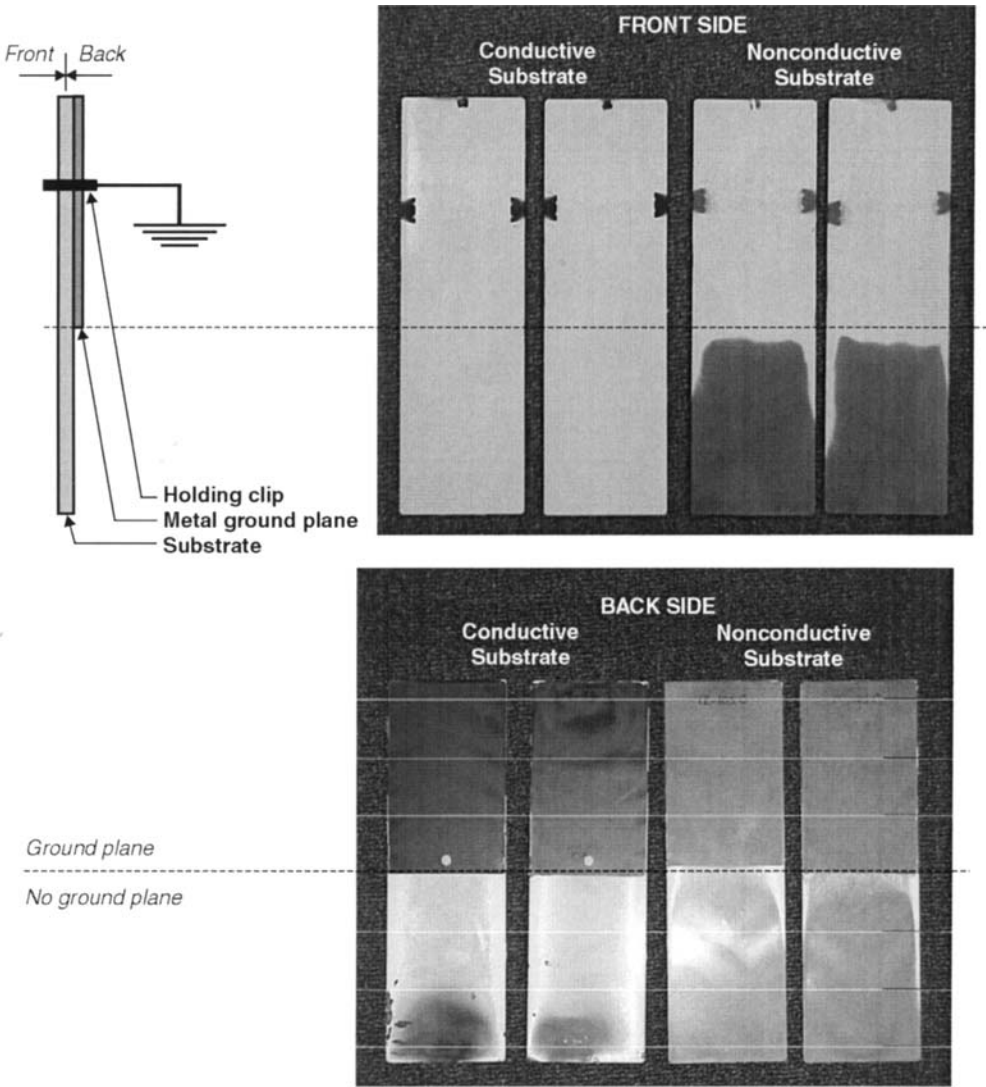 Front
Back
Holding clip
Metal ground plane
Substrate
FRONT SIDE
Conductive
Substrate
Nonconductive
Substrate
BACK SIDE
Conductive
Substrate
Nonconductive
Substrate
Ground plane
No ground plane